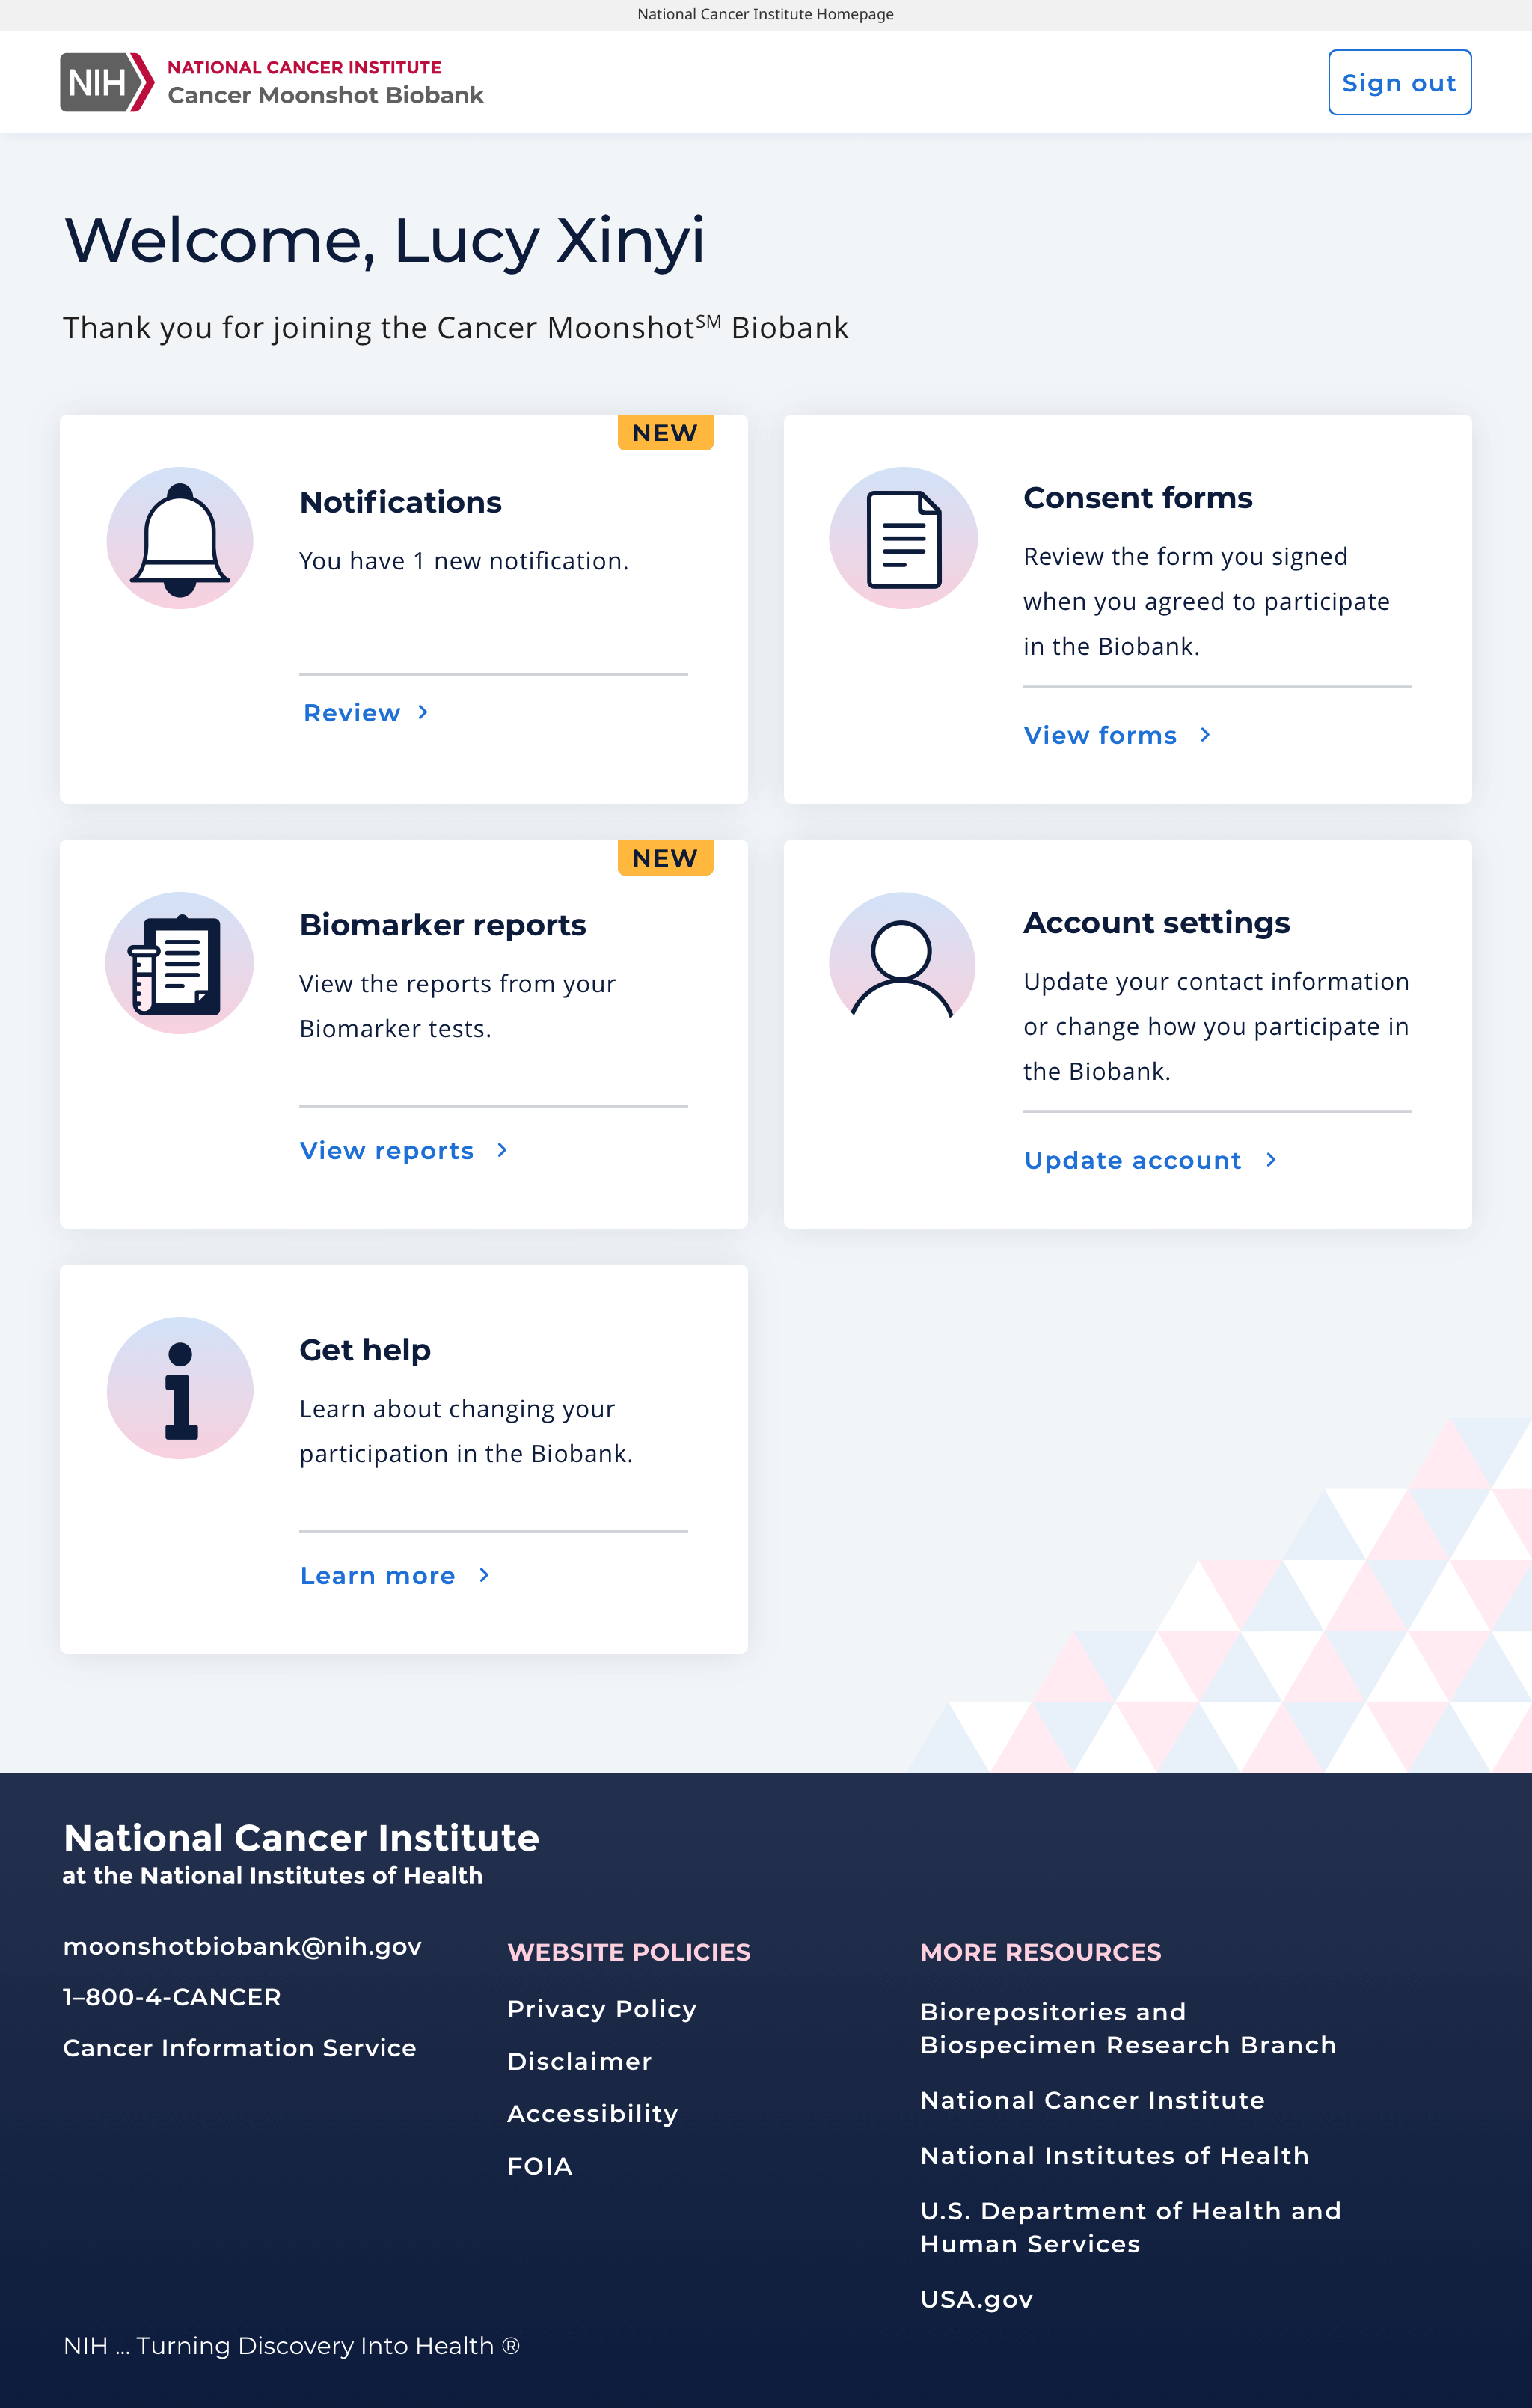 National Cancer Institute Homepage
NIH
NATIONAL CANCER INSTITUTE
Cancer Moonshot Biobank
Sign out
Welcome, Lucy Xinyi
Thank you for joining the Cancer Moonshot℠ Biobank
NEW
Notifications
You have 1 new notification.
Review
Consent forms
Review the form you signed
when you agreed to participate
in the Biobank.
View forms
NEW
Biomarker reports
View the reports from your
Biomarker tests.
View reports
Account settings
Update your contact information
or change how you participate in
the Biobank.
Update account
Get help
Learn about changing your
participation in the Biobank.
Learn more
National Cancer Institute
at the National Institutes of Health
moonshotbiobank@nih.gov
1–800-4-CANCER
Cancer Information Service
WEBSITE POLICIES
Privacy Policy
Disclaimer
Accessibility
FOIA
MORE RESOURCES
Biorepositories and
Biospecimen Research Branch
National Cancer Institute
National Institutes of Health
U.S. Department of Health and
Human Services
USA.gov
NIH ... Turning Discovery Into Health ®